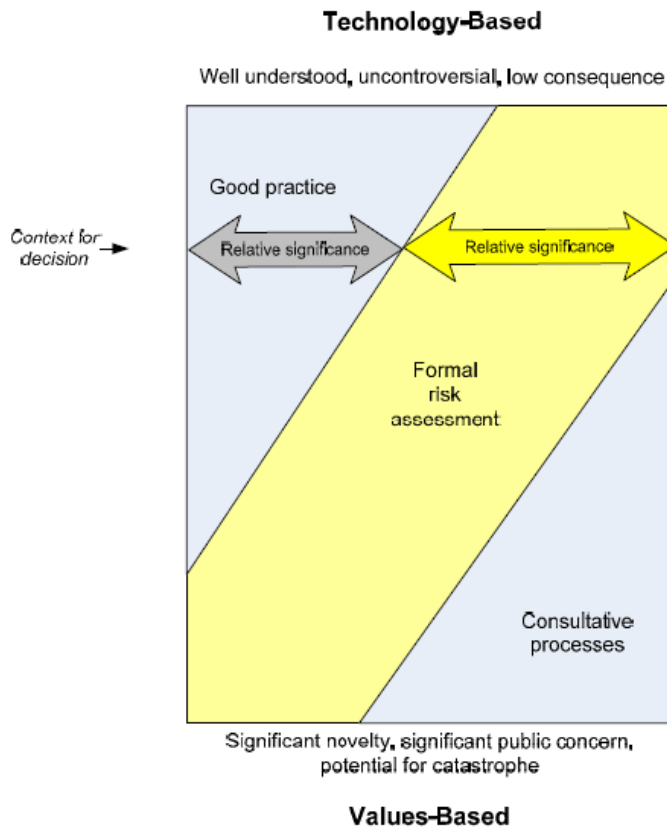 Technology-Based
Well understood, uncontroversial, low consequence
Good practice
Context for
decision
Relative significance
Relative significance
Formal
risk
assessment
Consultative
processes
Significant novelty, significant public concern,
potential for catastrophe
Values-Based